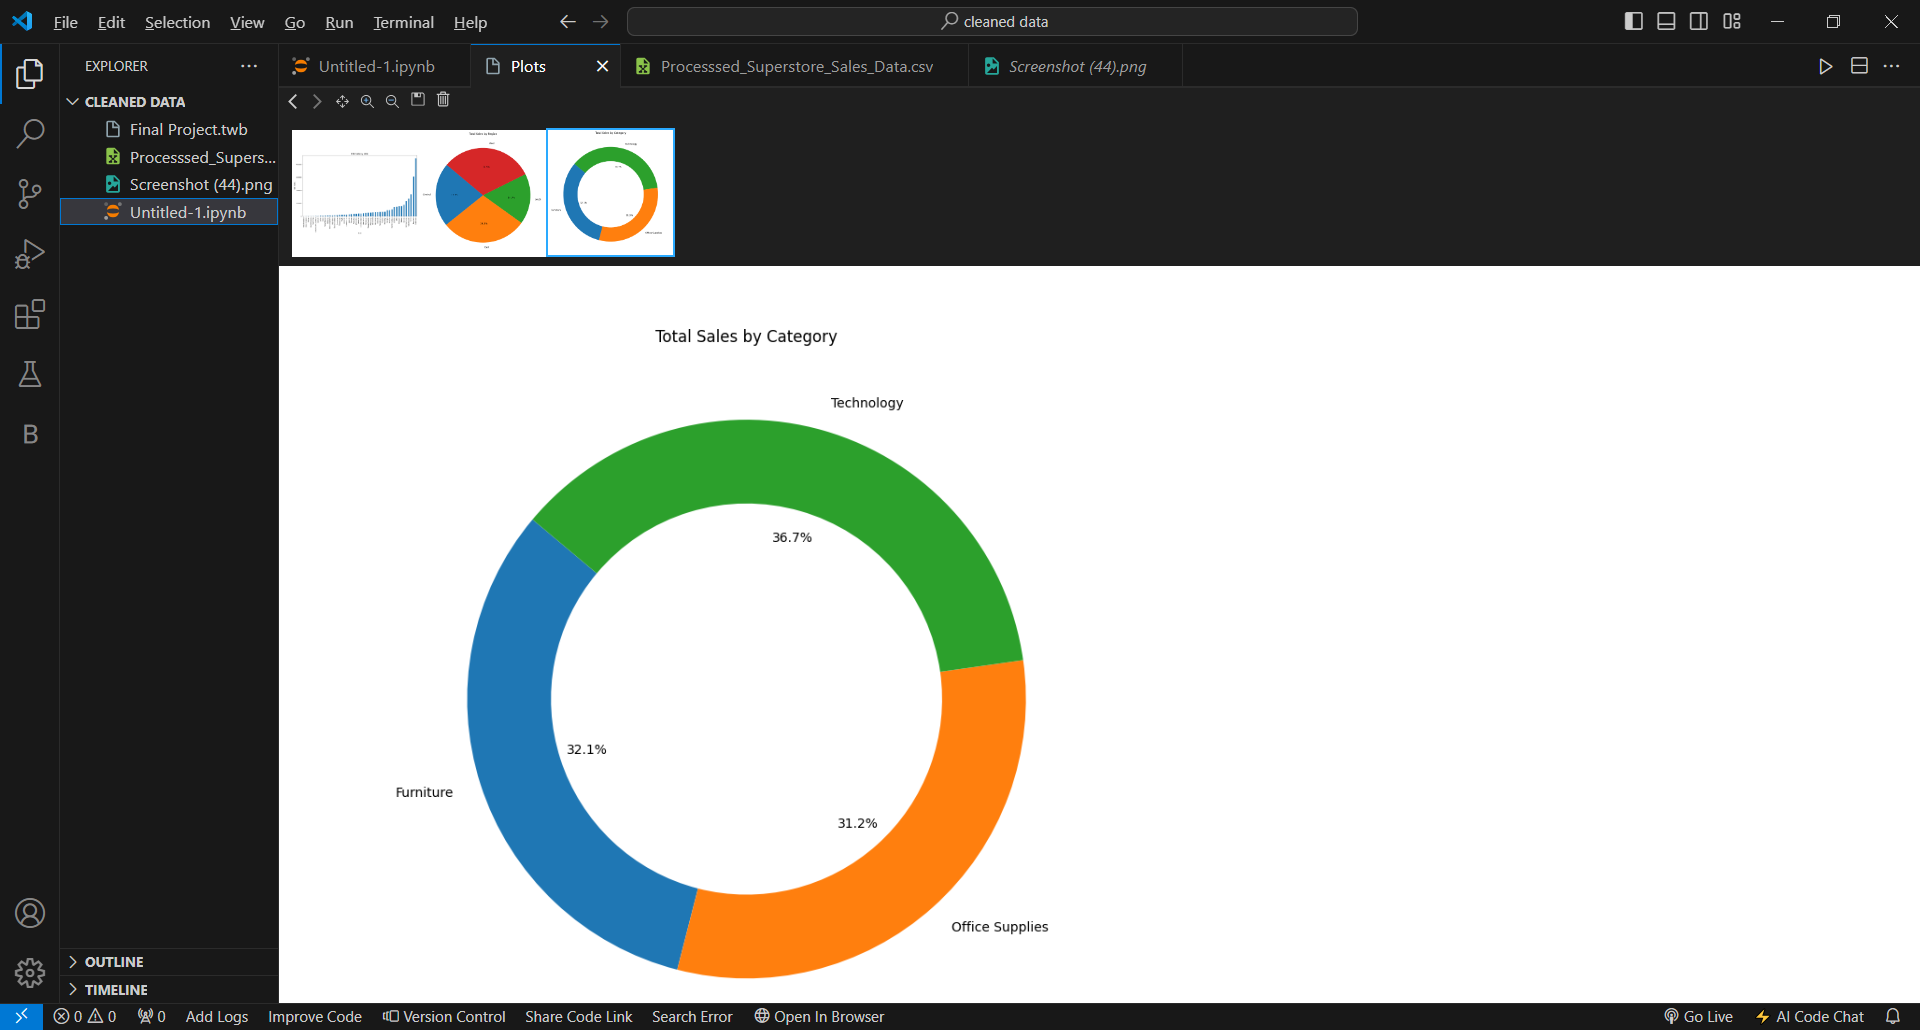 File Edit Selection View Go Run Terminal Help
cleaned data
EXPLORER
CLEANED DATA
Final Project.twb
Processsed_Supers...
Screenshot (44).png
Untitled-1.ipynb
OUTLINE
TIMELINE
Untitled-1.ipynb
Plots
Processsed_Superstore_Sales_Data.csv
Screenshot (44).png
Total Sales by Category
Technology
36.7%
32.1%
Furniture
31.2%
Office Supplies
B
0 0 0 Add Logs Improve Code Version Control Share Code Link Search Error Open In Browser Go Live AI Code Chat